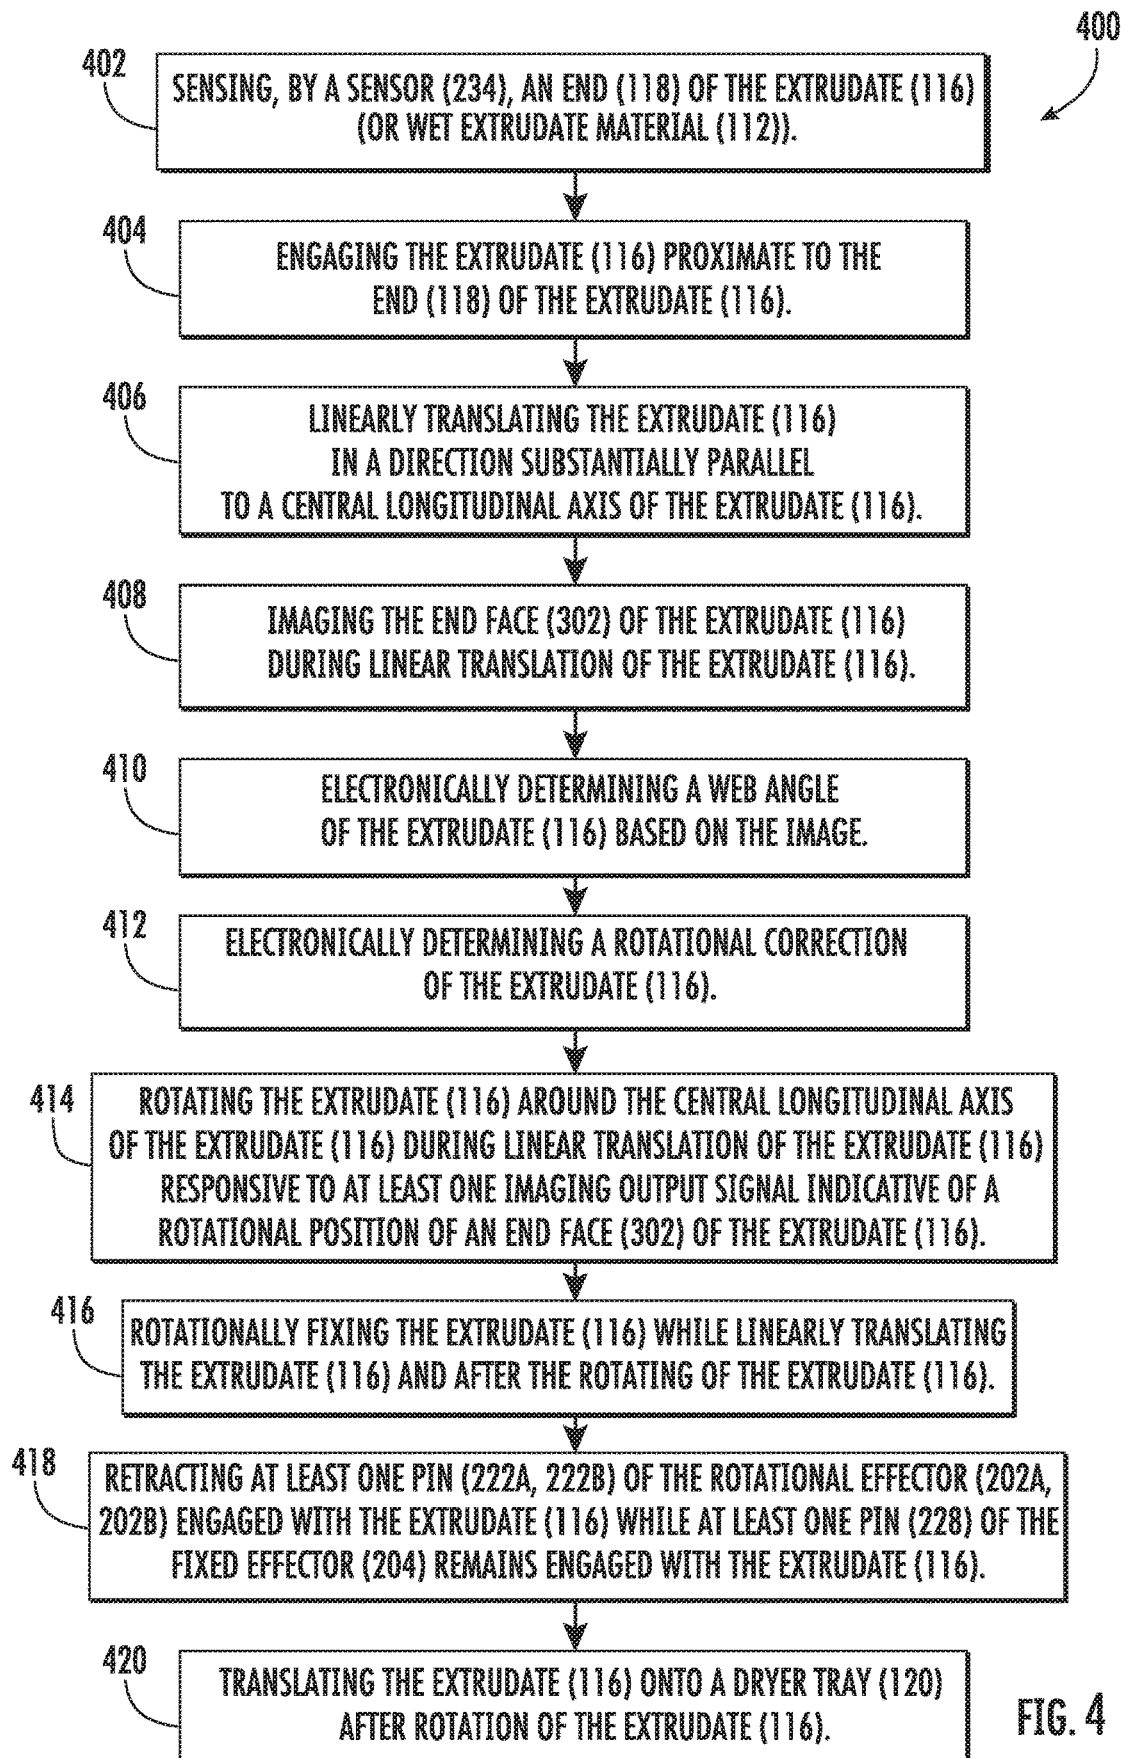 400
402
SENSING, BY A SENSOR (234), AN END (118) OF THE EXTRUDATE (116)
(OR WET EXTRUDATE MATERIAL (112)).
404
ENGAGING THE EXTRUDATE (116) PROXIMATE TO THE
END (118) OF THE EXTRUDATE (116).
406
LINEARLY TRANSLATING THE EXTRUDATE (116)
IN A DIRECTION SUBSTANTIALLY PARALLEL
TO A CENTRAL LONGITUDINAL AXIS OF THE EXTRUDATE (116).
408
IMAGING THE END FACE (302) OF THE EXTRUDATE (116)
DURING LINEAR TRANSLATION OF THE EXTRUDATE (116).
410
ELECTRONICALLY DETERMINING A WEB ANGLE
OF THE EXTRUDATE (116) BASED ON THE IMAGE.
412
ELECTRONICALLY DETERMINING A ROTATIONAL CORRECTION
OF THE EXTRUDATE (116).
414
ROTATING THE EXTRUDATE (116) AROUND THE CENTRAL LONGITUDINAL AXIS
OF THE EXTRUDATE (116) DURING LINEAR TRANSLATION OF THE EXTRUDATE (116)
RESPONSIVE TO AT LEAST ONE IMAGING OUTPUT SIGNAL INDICATIVE OF A
ROTATIONAL POSITION OF AN END FACE (302) OF THE EXTRUDATE (116).
416
ROTATIONALLY FIXING THE EXTRUDATE (116) WHILE LINEARLY TRANSLATING
THE EXTRUDATE (116) AND AFTER THE ROTATING OF THE EXTRUDATE (116).
418
RETRACTING AT LEAST ONE PIN (222A, 222B) OF THE ROTATIONAL EFFECTOR (202A,
202B) ENGAGED WITH THE EXTRUDATE (116) WHILE AT LEAST ONE PIN (228) OF THE
FIXED EFFECTOR (204) REMAINS ENGAGED WITH THE EXTRUDATE (116).
420
TRANSLATING THE EXTRUDATE (116) ONTO A DRYER TRAY (120)
AFTER ROTATION OF THE EXTRUDATE (116).
FIG. 4